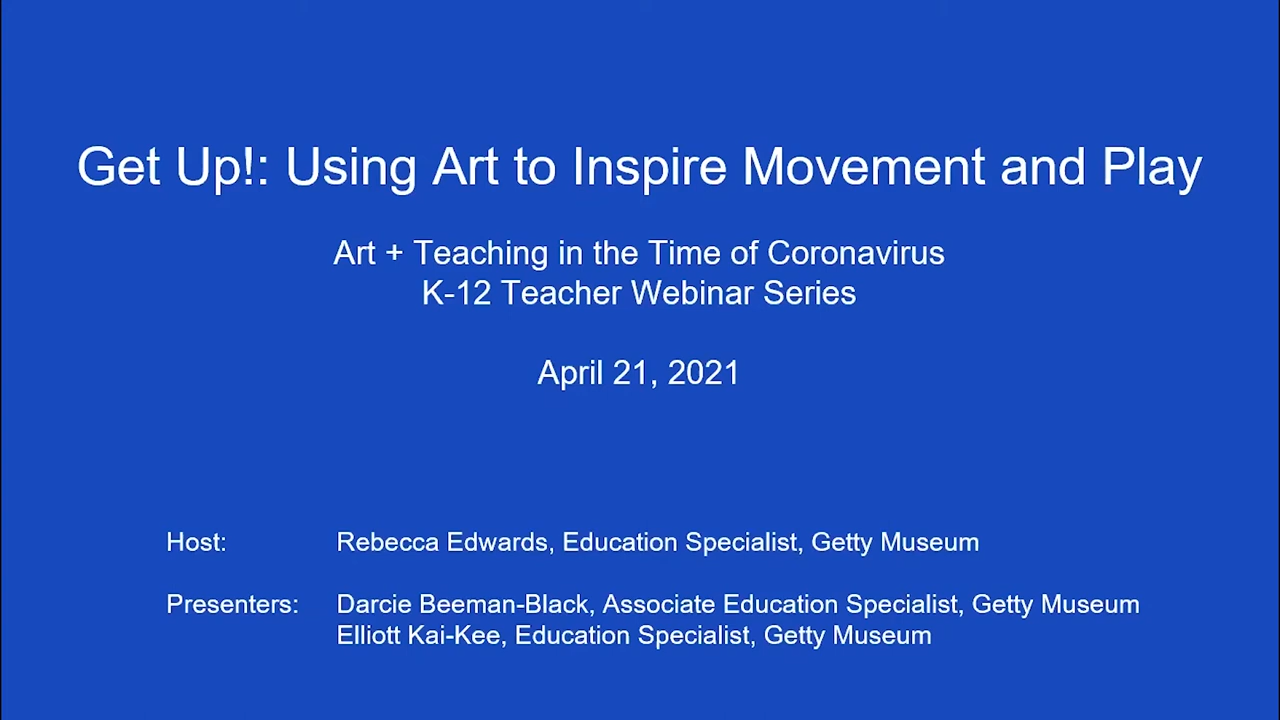 Get Up!: Using Art to Inspire Movement and Play
Art + Teaching in the Time of Coronavirus
K-12 Teacher Webinar Series
April 21, 2021
Host: Rebecca Edwards, Education Specialist, Getty Museum
Presenters: Darcie Beeman-Black, Associate Education Specialist, Getty Museum
Elliott Kai-Kee, Education Specialist, Getty Museum